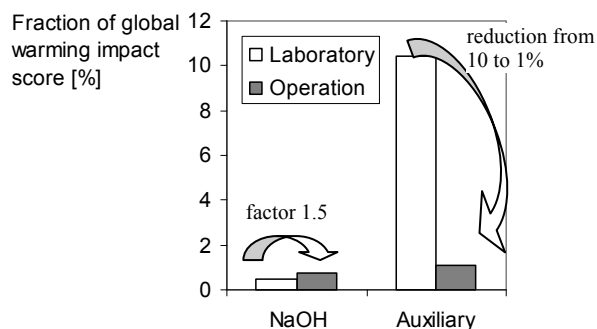 Fraction of global
warming impact
score [%]
12
10
8
6
4
2
0
Laboratory
Operation
reduction from
10 to 1%
factor 1.5
NaOH
Auxiliary